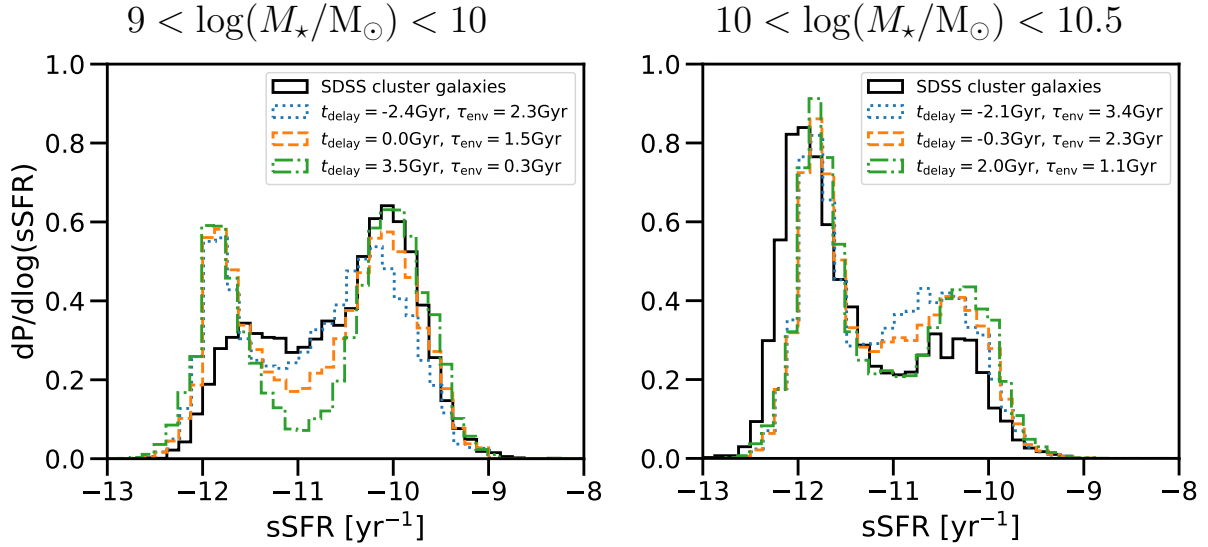 9 < log(M⋆/M⊙) < 10
10 < log(M⋆/M⊙) < 10.5
dP/dlog(sSFR)
1.0
0.8
0.6
0.4
0.2
0.0
SDSS cluster galaxies
t_delay = -2.4Gyr, τ_env = 2.3Gyr
t_delay = 0.0Gyr, τ_env = 1.5Gyr
t_delay = 3.5Gyr, τ_env = 0.3Gyr
−13 −12 −11 −10 −9 −8
sSFR [yr⁻¹]
1.0
0.8
0.6
0.4
0.2
0.0
SDSS cluster galaxies
t_delay = -2.1Gyr, τ_env = 3.4Gyr
t_delay = -0.3Gyr, τ_env = 2.3Gyr
t_delay = 2.0Gyr, τ_env = 1.1Gyr
−13 −12 −11 −10 −9 −8
sSFR [yr⁻¹]